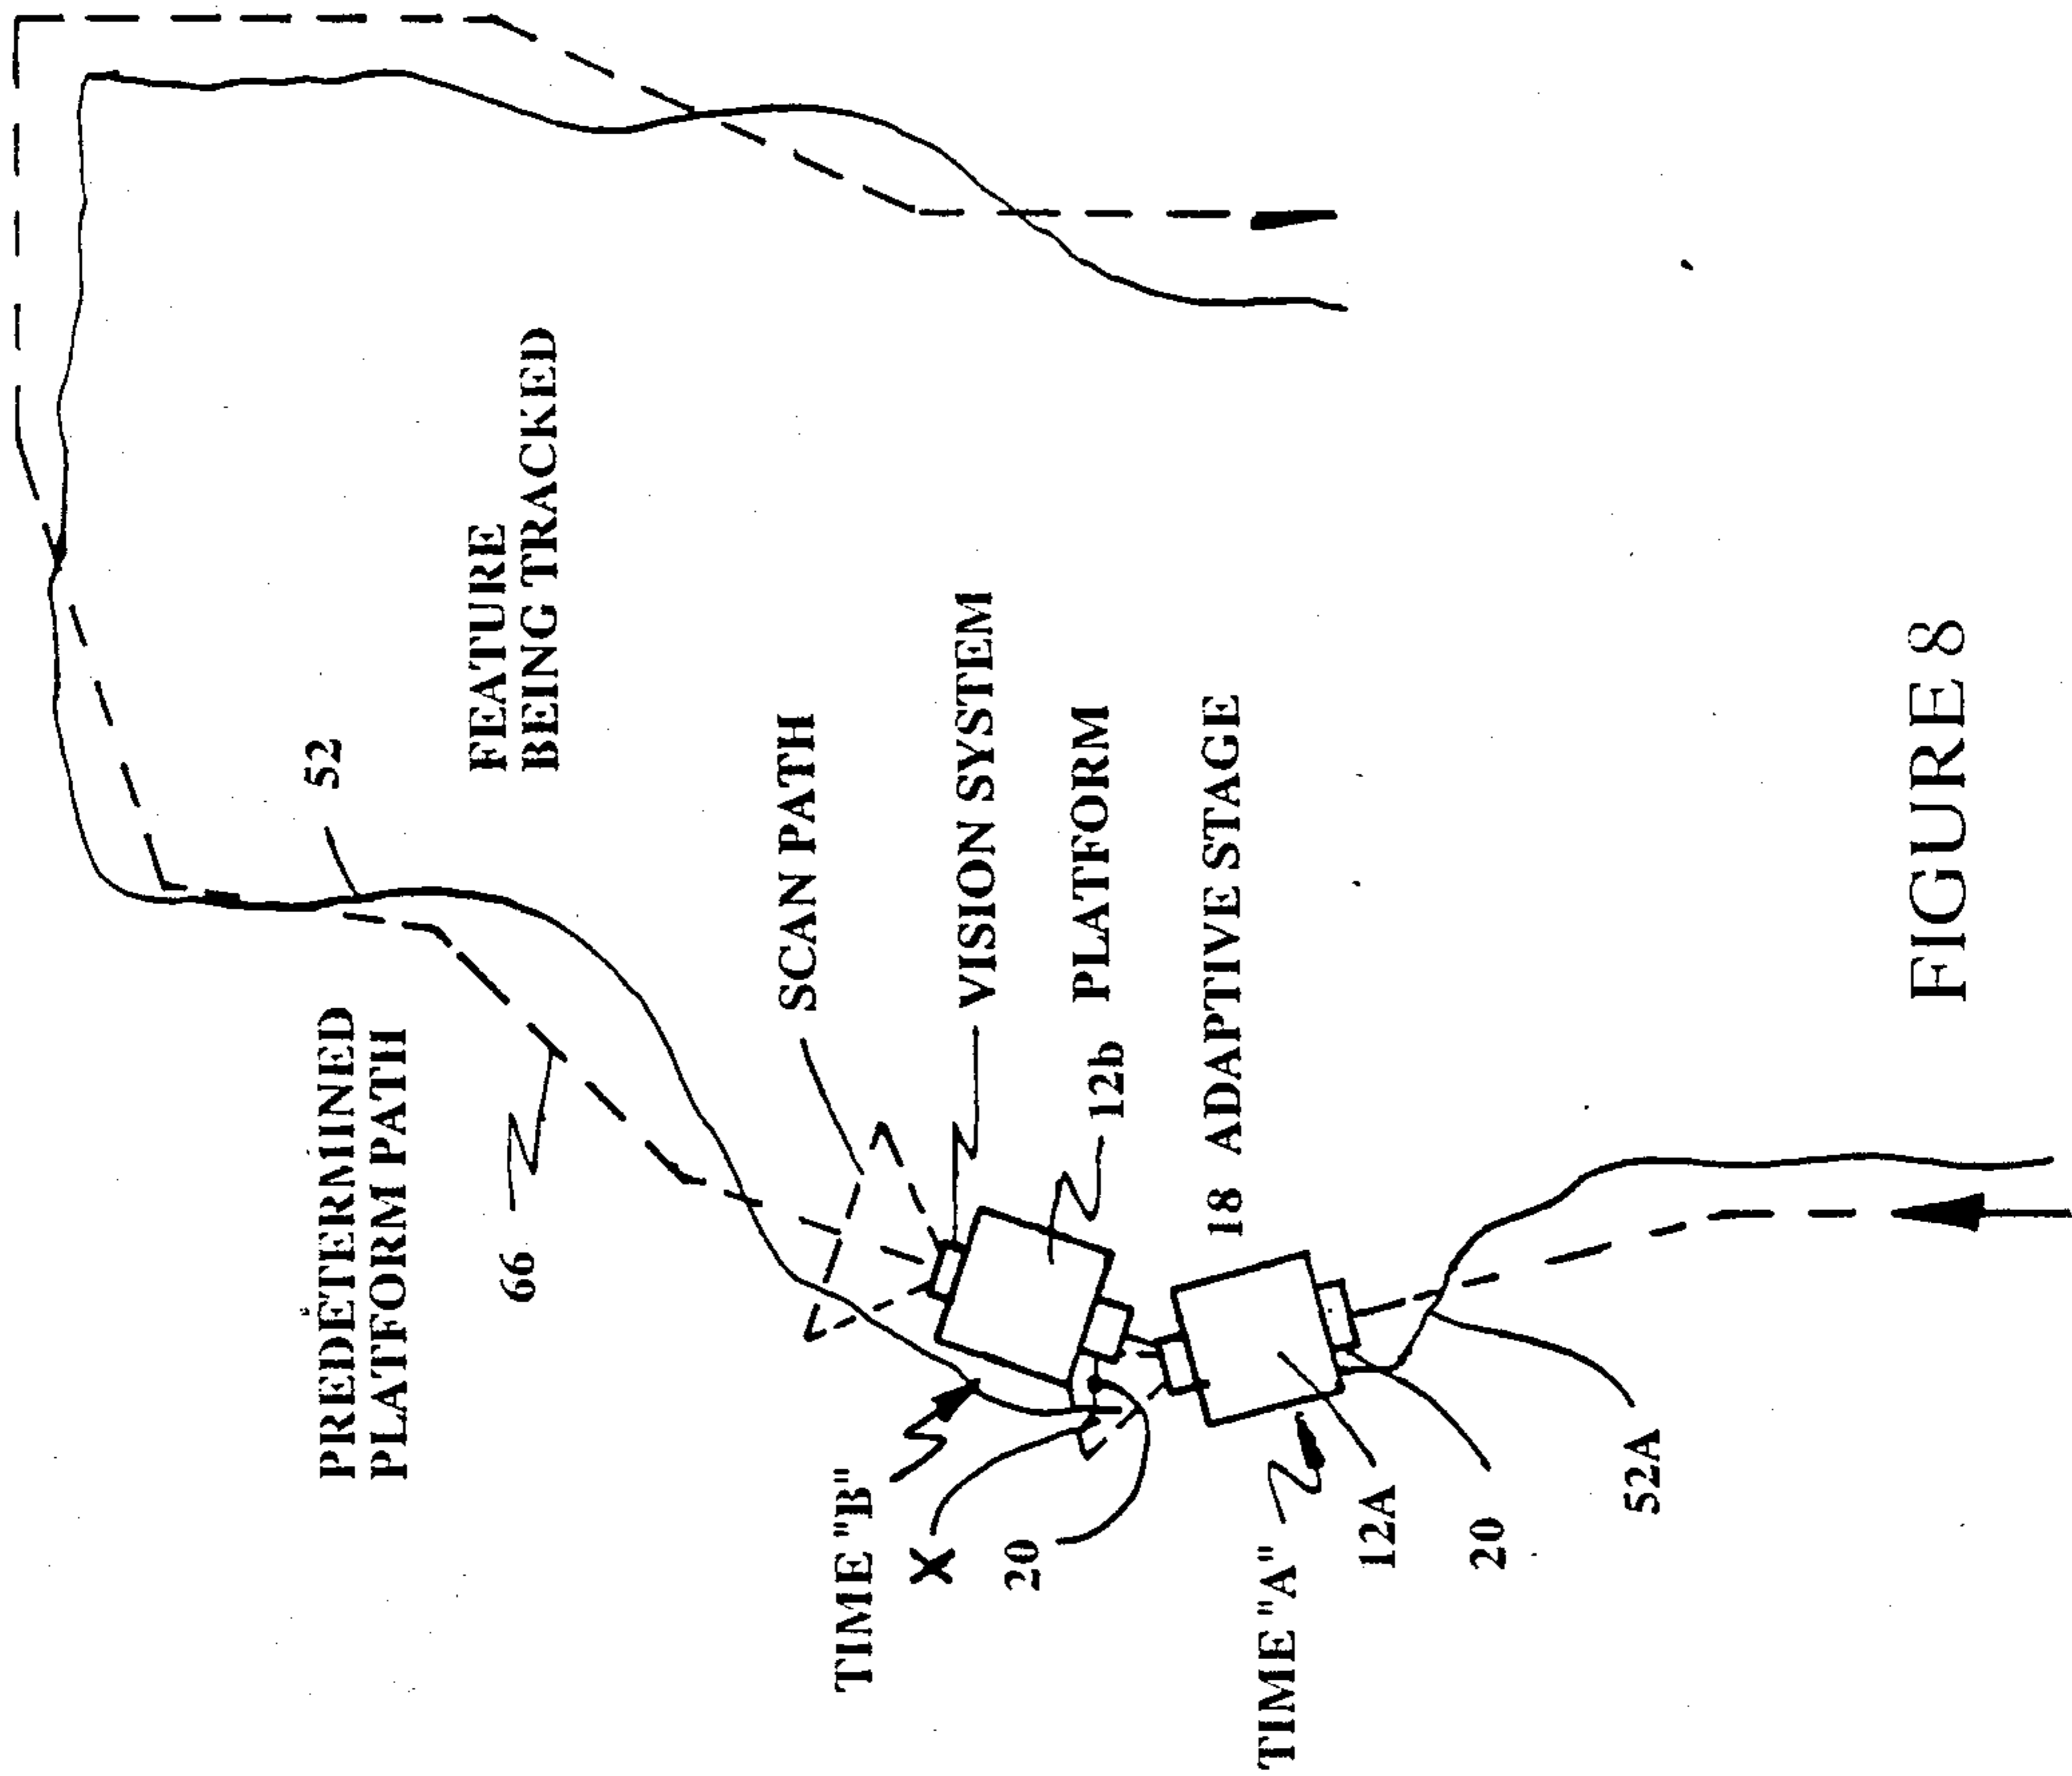 PREDETERMINED
PLATFORM PATH
66
52
FEATURE
BEING TRACKED
SCAN PATH
VISION SYSTEM
PLATFORM
12b
18 ADAPTIVE STAGE
TIME "B"
X
20
TIME "A"
12A
20
52A
FIGURE 8